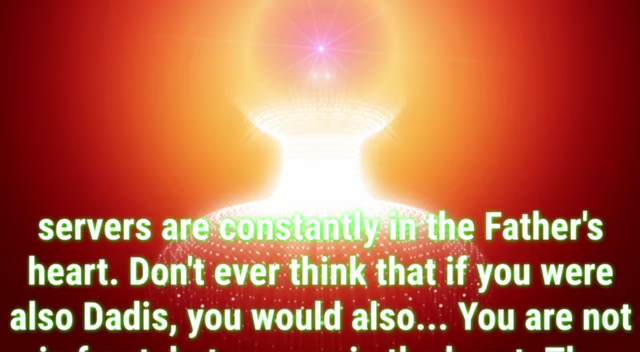 servers are constantly in the Father's
heart. Don't ever think that if you were
also Dadis, you would also... You are not